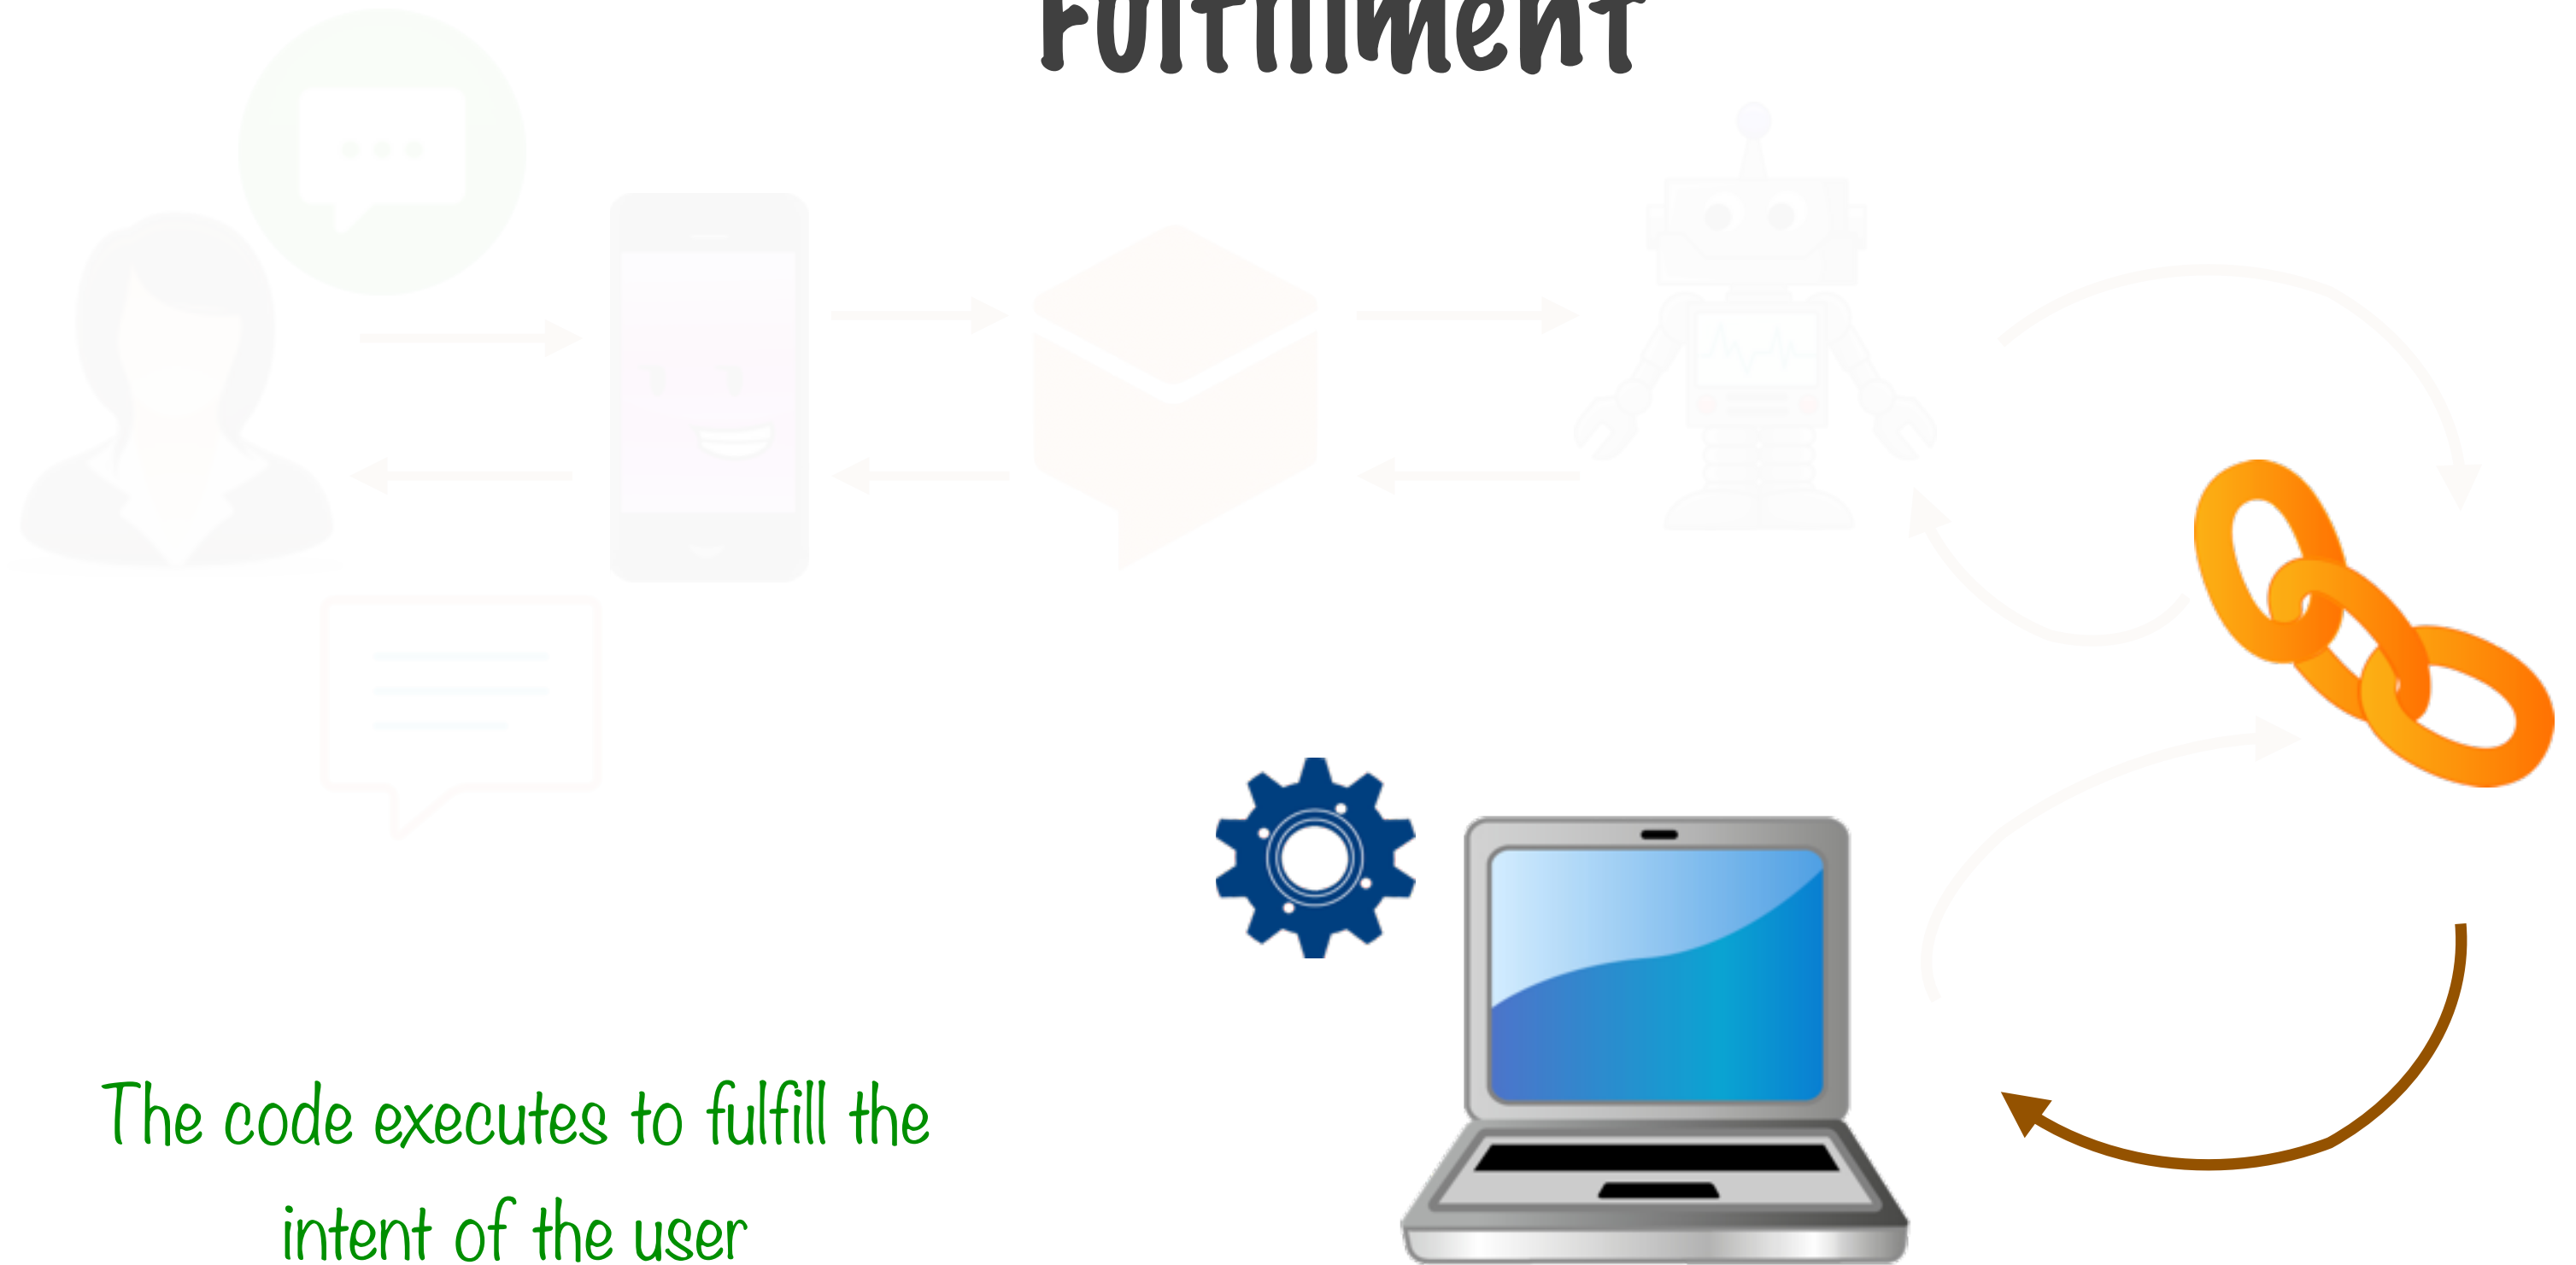 Fulfillment
The code executes to fulfill the
intent of the user